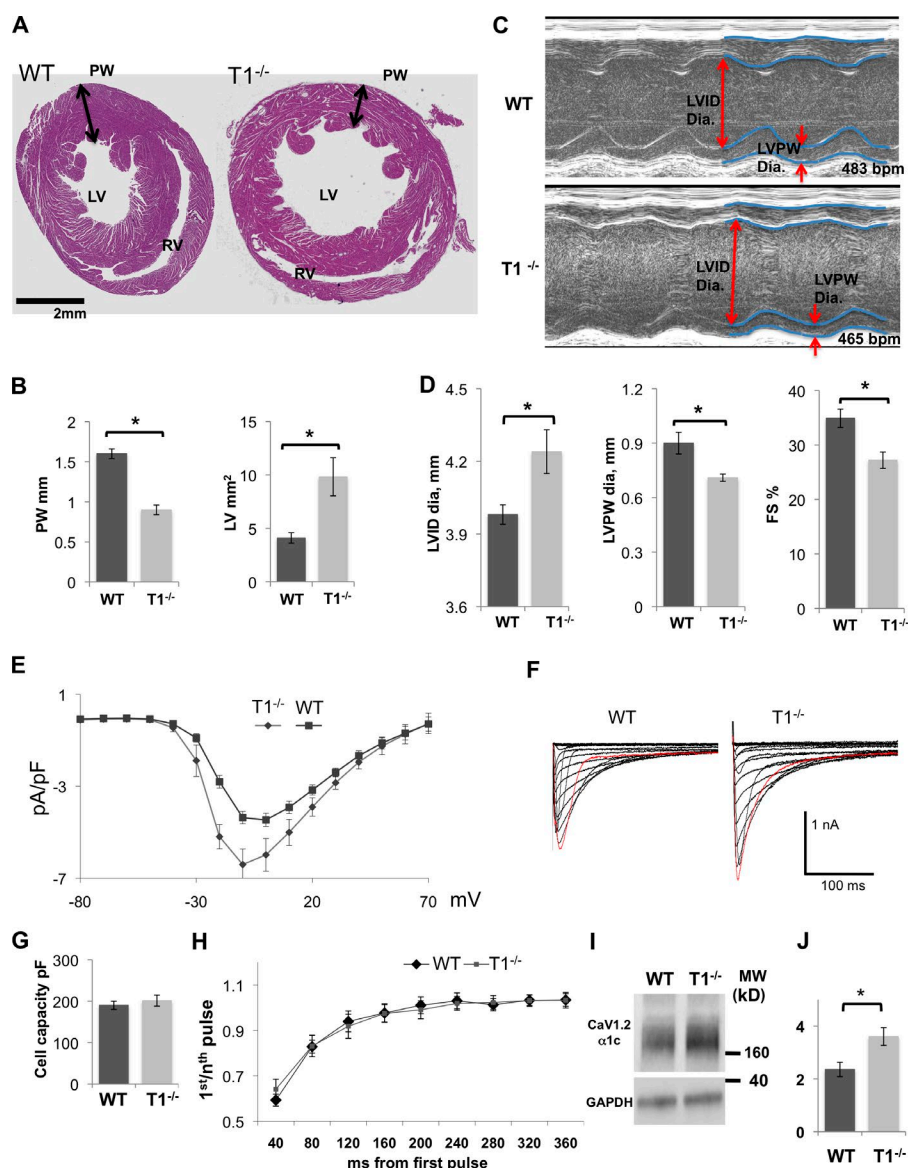 A
WT
PW
T1-/-
PW
LV
RV
LV
RV
2mm
C
WT
LVID
Dia.
LVPW
Dia.
483 bpm
T1 -/-
LVID
Dia.
LVPW
Dia.
465 bpm
B
PW mm
2
1.5
1
0.5
0
*
WT T1-/-
LV mm2
15
10
5
0
*
WT T1-/-
D
LVID dia, mm
4.5
4.2
3.9
3.6
*
WT T1-/-
LVPW dia, mm
1.2
0.9
0.6
0.3
0
*
WT T1-/-
FS %
40
30
20
10
0
*
WT T1-/-
E
T1-/- WT
pA/pF
1
-3
-7
-80 -30 20 70
mV
F
WT T1-/-
1 nA
100 ms
G
Cell capacity pF
300
200
100
0
WT T1-/-
H
WT T1-/-
1st/nth pulse
1.3
1.1
0.9
0.7
0.5
40 80 120 160 200 240 280 320 360
ms from first pulse
I
WT T1-/- MW
(kD)
CaV1.2
α1c
160
40
GAPDH
J
*
4
2
0
WT T1-/-